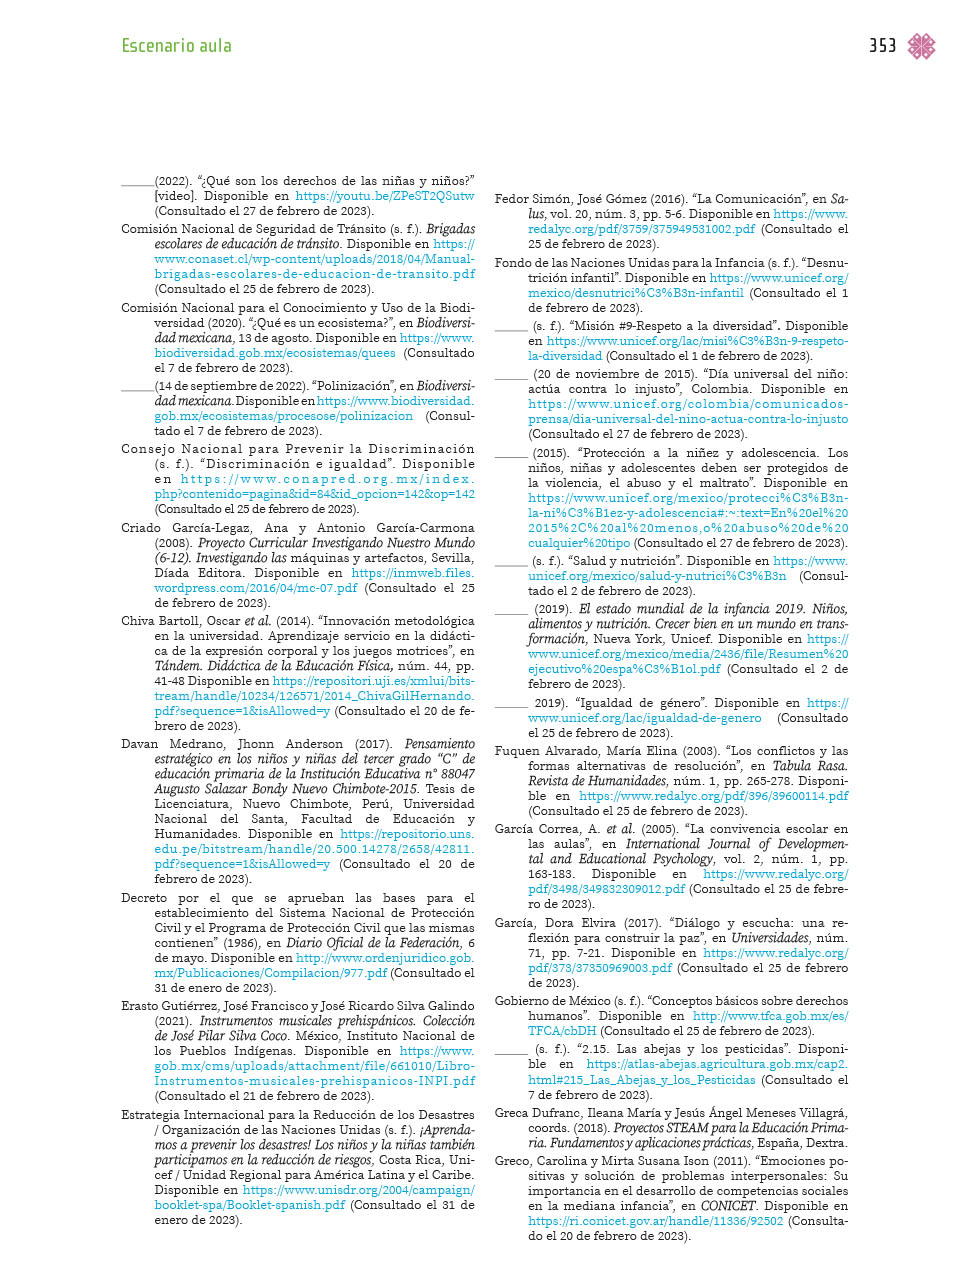 Escenario aula
353
_____(2022). “¿Qué son los derechos de las niñas y niños?”
[video]. Disponible en https://youtu.be/ZPeST2QSutw
(Consultado el 27 de febrero de 2023).
Comisión Nacional de Seguridad de Tránsito (s. f.). Brigadas
escolares de educación de tránsito. Disponible en https://
www.conaset.cl/wp-content/uploads/2018/04/Manual-
brigadas-escolares-de-educacion-de-transito.pdf
(Consultado el 25 de febrero de 2023).
Comisión Nacional para el Conocimiento y Uso de la Biodi-
versidad (2020). “¿Qué es un ecosistema?”, en Biodiversi-
dad mexicana, 13 de agosto. Disponible en https://www.
biodiversidad.gob.mx/ecosistemas/quees (Consultado
el 7 de febrero de 2023).
_____(14 de septiembre de 2022). “Polinización”, en Biodiversi-
dad mexicana. Disponible en https://www.biodiversidad.
gob.mx/ecosistemas/procesose/polinizacion (Consul-
tado el 7 de febrero de 2023).
Consejo Nacional para Prevenir la Discriminación
(s. f.). “Discriminación e igualdad”. Disponible
en https://www.conapred.org.mx/index.
php?contenido=pagina&id=84&id_opcion=142&op=142
(Consultado el 25 de febrero de 2023).
Criado García-Legaz, Ana y Antonio García-Carmona
(2008). Proyecto Curricular Investigando Nuestro Mundo
(6-12). Investigando las máquinas y artefactos, Sevilla,
Díada Editora. Disponible en https://inmweb.files.
wordpress.com/2016/04/mc-07.pdf (Consultado el 25
de febrero de 2023).
Chiva Bartoll, Oscar et al. (2014). “Innovación metodológica
en la universidad. Aprendizaje servicio en la didácti-
ca de la expresión corporal y los juegos motrices”, en
Tándem. Didáctica de la Educación Física, núm. 44, pp.
41-48 Disponible en https://repositori.uji.es/xmlui/bits-
tream/handle/10234/126571/2014_ChivaGilHernando.
pdf?sequence=1&isAllowed=y (Consultado el 20 de fe-
brero de 2023).
Davan Medrano, Jhonn Anderson (2017). Pensamiento
estratégico en los niños y niñas del tercer grado “C” de
educación primaria de la Institución Educativa n° 88047
Augusto Salazar Bondy Nuevo Chimbote-2015. Tesis de
Licenciatura, Nuevo Chimbote, Perú, Universidad
Nacional del Santa, Facultad de Educación y
Humanidades. Disponible en https://repositorio.uns.
edu.pe/bitstream/handle/20.500.14278/2658/42811.
pdf?sequence=1&isAllowed=y (Consultado el 20 de
febrero de 2023).
Decreto por el que se aprueban las bases para el
establecimiento del Sistema Nacional de Protección
Civil y el Programa de Protección Civil que las mismas
contienen” (1986), en Diario Oficial de la Federación, 6
de mayo. Disponible en http://www.ordenjuridico.gob.
mx/Publicaciones/Compilacion/977.pdf (Consultado el
31 de enero de 2023).
Erasto Gutiérrez, José Francisco y José Ricardo Silva Galindo
(2021). Instrumentos musicales prehispánicos. Colección
de José Pilar Silva Coco. México, Instituto Nacional de
los Pueblos Indígenas. Disponible en https://www.
gob.mx/cms/uploads/attachment/file/661010/Libro-
Instrumentos-musicales-prehispanicos-INPI.pdf
(Consultado el 21 de febrero de 2023).
Estrategia Internacional para la Reducción de los Desastres
/ Organización de las Naciones Unidas (s. f.). ¡Aprenda-
mos a prevenir los desastres! Los niños y la niñas también
participamos en la reducción de riesgos, Costa Rica, Uni-
cef / Unidad Regional para América Latina y el Caribe.
Disponible en https://www.unisdr.org/2004/campaign/
booklet-spa/Booklet-spanish.pdf (Consultado el 31 de
enero de 2023).
Fedor Simón, José Gómez (2016). “La Comunicación”, en Sa-
lus, vol. 20, núm. 3, pp. 5-6. Disponible en https://www.
redalyc.org/pdf/3759/375949531002.pdf (Consultado el
25 de febrero de 2023).
Fondo de las Naciones Unidas para la Infancia (s. f.). “Desnu-
trición infantil”. Disponible en https://www.unicef.org/
mexico/desnutrici%C3%B3n-infantil (Consultado el 1
de febrero de 2023).
_____ (s. f.). “Misión #9-Respeto a la diversidad”. Disponible
en https://www.unicef.org/lac/misi%C3%B3n-9-respeto-
la-diversidad (Consultado el 1 de febrero de 2023).
_____ (20 de noviembre de 2015). “Día universal del niño:
actúa contra lo injusto”, Colombia. Disponible en
https://www.unicef.org/colombia/comunicados-
prensa/dia-universal-del-nino-actua-contra-lo-injusto
(Consultado el 27 de febrero de 2023).
_____ (2015). “Protección a la niñez y adolescencia. Los
niños, niñas y adolescentes deben ser protegidos de
la violencia, el abuso y el maltrato”. Disponible en
https://www.unicef.org/mexico/protecci%C3%B3n-
la-ni%C3%B1ez-y-adolescencia#:~:text=En%20el%20
2015%2C%20al%20menos,o%20abuso%20de%20
cualquier%20tipo (Consultado el 27 de febrero de 2023).
_____ (s. f.). “Salud y nutrición”. Disponible en https://www.
unicef.org/mexico/salud-y-nutrici%C3%B3n (Consul-
tado el 2 de febrero de 2023).
_____ (2019). El estado mundial de la infancia 2019. Niños,
alimentos y nutrición. Crecer bien en un mundo en trans-
formación, Nueva York, Unicef. Disponible en https://
www.unicef.org/mexico/media/2436/file/Resumen%20
ejecutivo%20espa%C3%B1ol.pdf (Consultado el 2 de
febrero de 2023).
_____ 2019). “Igualdad de género”. Disponible en https://
www.unicef.org/lac/igualdad-de-genero (Consultado
el 25 de febrero de 2023).
Fuquen Alvarado, María Elina (2003). “Los conflictos y las
formas alternativas de resolución”, en Tabula Rasa.
Revista de Humanidades, núm. 1, pp. 265-278. Disponi-
ble en https://www.redalyc.org/pdf/396/39600114.pdf
(Consultado el 25 de febrero de 2023).
García Correa, A. et al. (2005). “La convivencia escolar en
las aulas”, en International Journal of Developmen-
tal and Educational Psychology, vol. 2, núm. 1, pp.
163-183. Disponible en https://www.redalyc.org/
pdf/3498/349832309012.pdf (Consultado el 25 de febre-
ro de 2023).
García, Dora Elvira (2017). “Diálogo y escucha: una re-
flexión para construir la paz”, en Universidades, núm.
71, pp. 7-21. Disponible en https://www.redalyc.org/
pdf/373/37350969003.pdf (Consultado el 25 de febrero
de 2023).
Gobierno de México (s. f.). “Conceptos básicos sobre derechos
humanos”. Disponible en http://www.tfca.gob.mx/es/
TFCA/cbDH (Consultado el 25 de febrero de 2023).
_____ (s. f.). “2.15. Las abejas y los pesticidas”. Disponi-
ble en https://atlas-abejas.agricultura.gob.mx/cap2.
html#215_Las_Abejas_y_los_Pesticidas (Consultado el
7 de febrero de 2023).
Greca Dufranc, Ileana María y Jesús Ángel Meneses Villagrá,
coords. (2018). Proyectos STEAM para la Educación Prima-
ria. Fundamentos y aplicaciones prácticas, España, Dextra.
Greco, Carolina y Mirta Susana Ison (2011). “Emociones po-
sitivas y solución de problemas interpersonales: Su
importancia en el desarrollo de competencias sociales
en la mediana infancia”, en CONICET. Disponible en
https://ri.conicet.gov.ar/handle/11336/92502 (Consulta-
do el 20 de febrero de 2023).